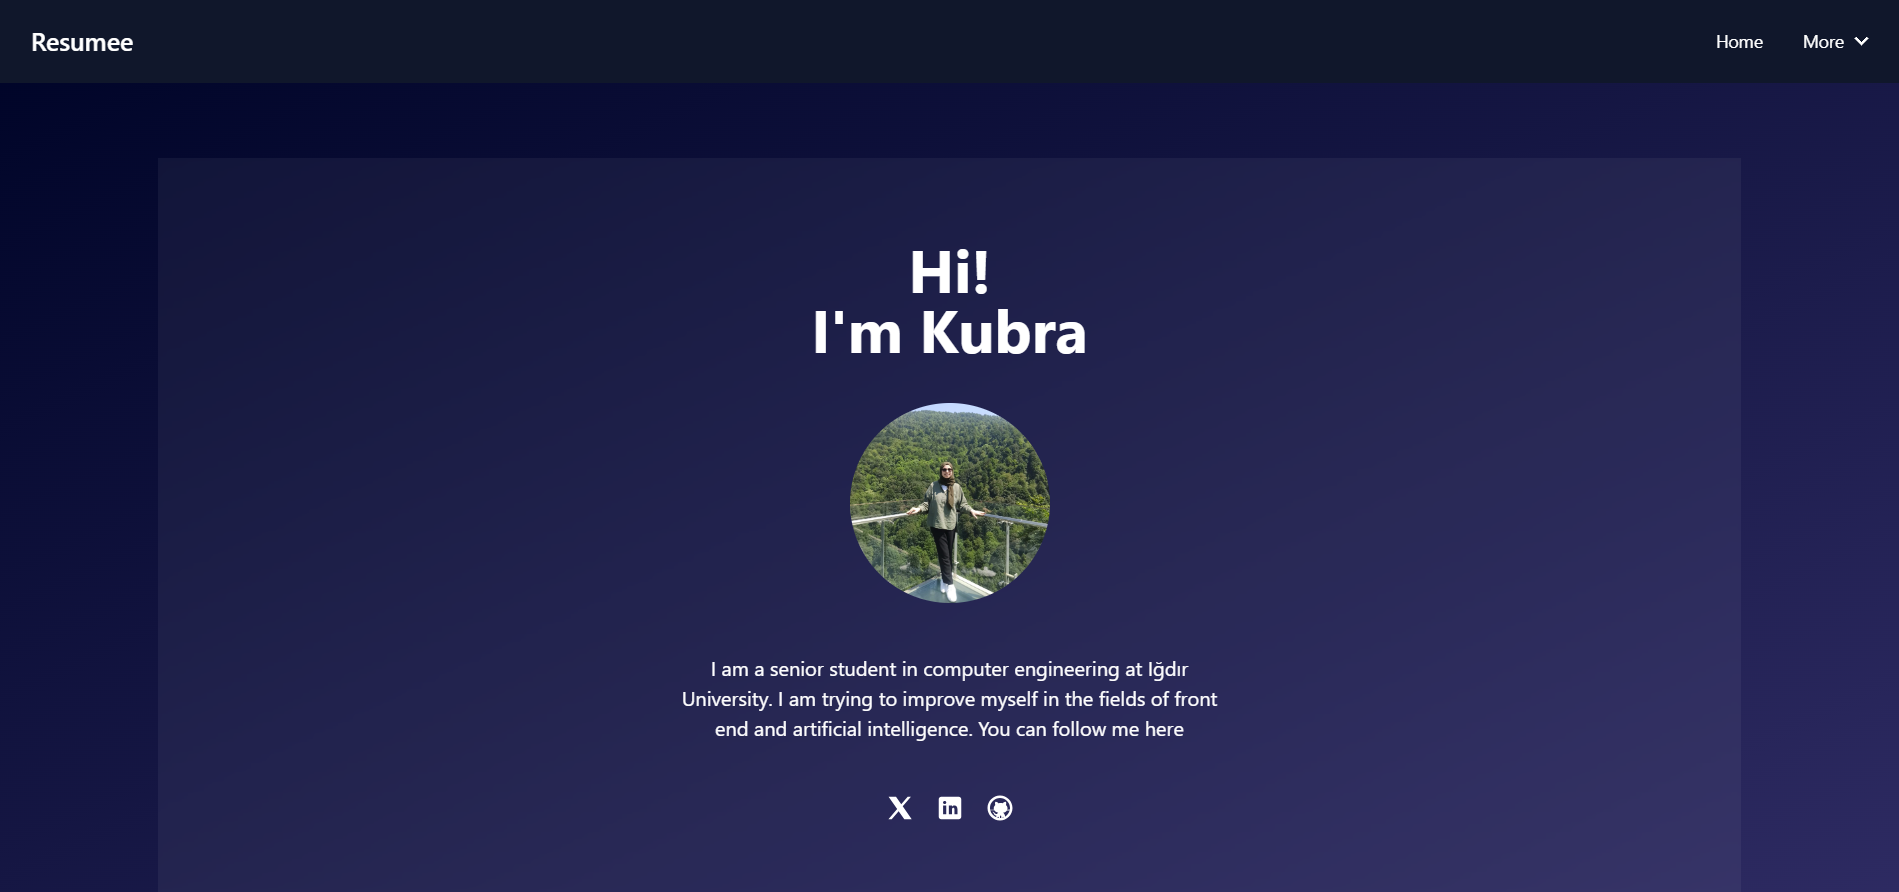 Resumee
Home
More
Hi!
I'm Kubra
I am a senior student in computer engineering at Iğdır
University. I am trying to improve myself in the fields of front
end and artificial intelligence. You can follow me here
X
in